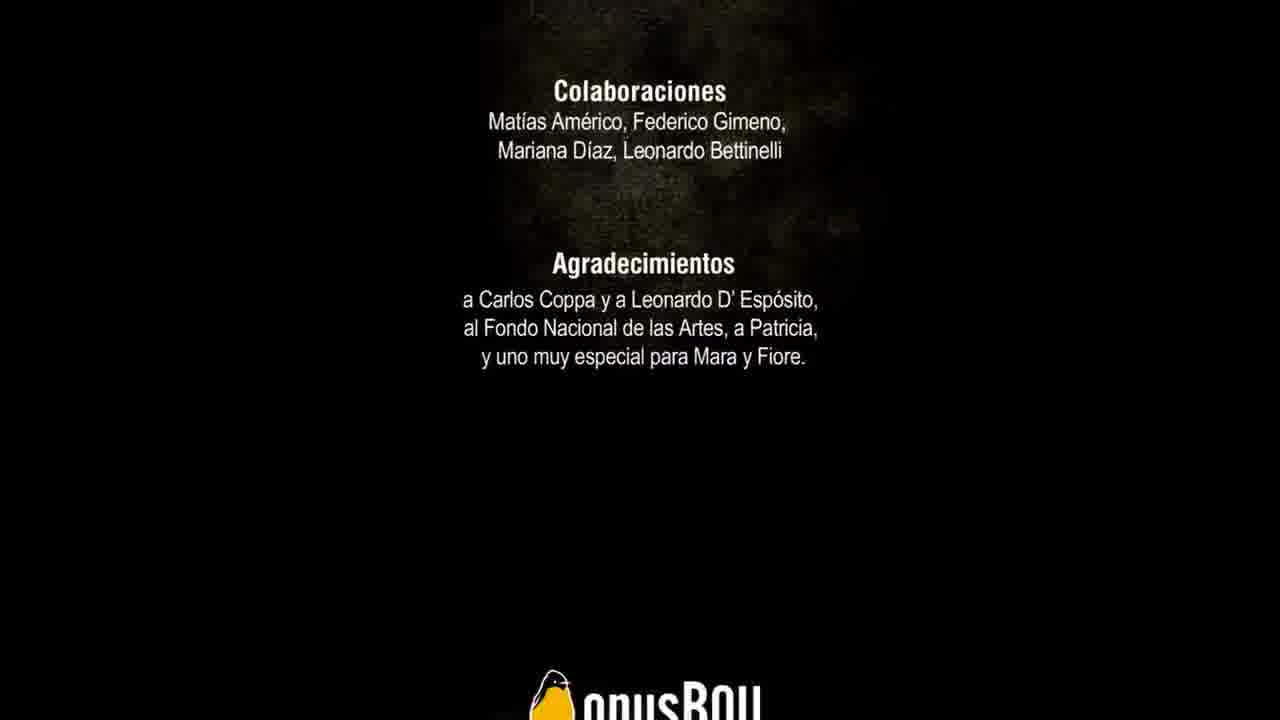 Colaboraciones
Matías Américo, Federico Gimeno,
Mariana Díaz, Leonardo Bettinelli
Agradecimientos
a Carlos Coppa y a Leonardo D' Espósito,
al Fondo Nacional de las Artes, a Patricia,
y uno muy especial para Mara y Fiore.